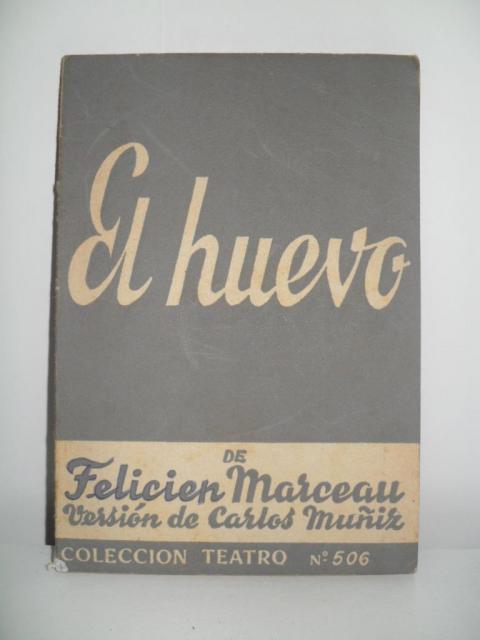 El huevo
DE
Felicien Marceau
Versión de Carlos Muñiz
COLECCION TEATRO Nº 506